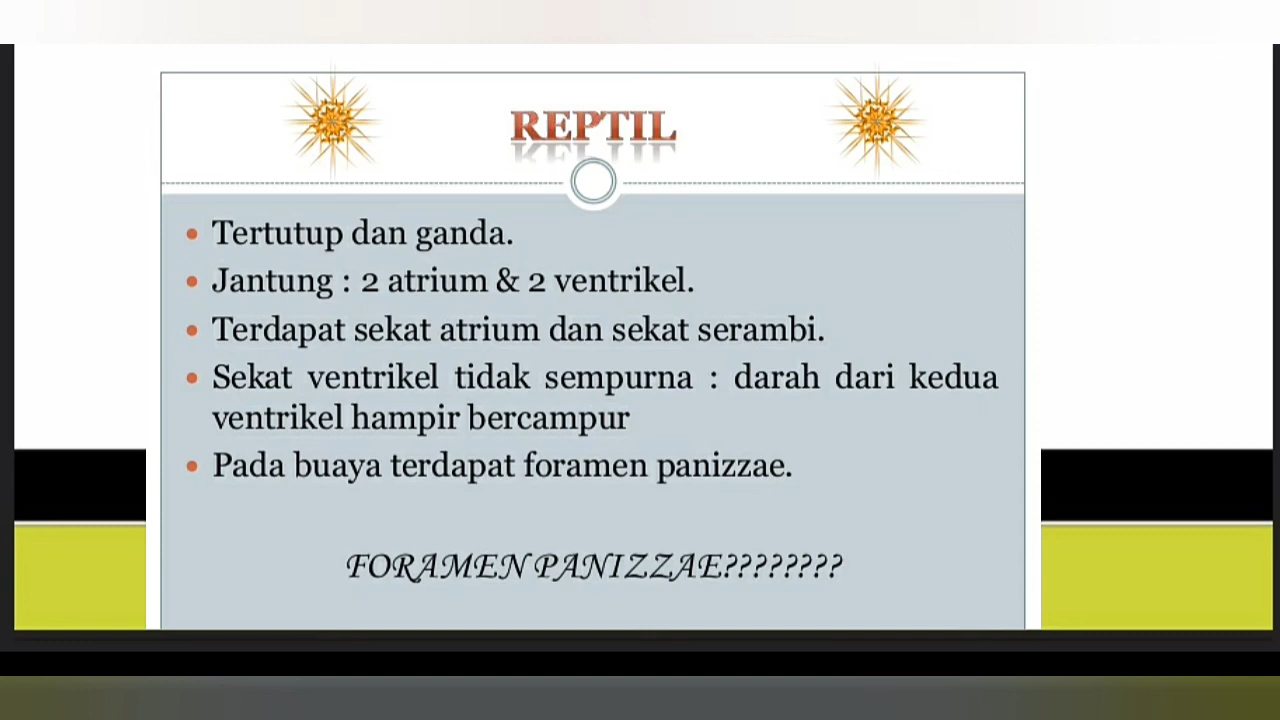 REPTIL
• Tertutup dan ganda.
• Jantung : 2 atrium & 2 ventrikel.
• Terdapat sekat atrium dan sekat serambi.
• Sekat ventrikel tidak sempurna : darah dari kedua
ventrikel hampir bercampur
• Pada buaya terdapat foramen panizzae.
FORAMEN PANIZZAE????????